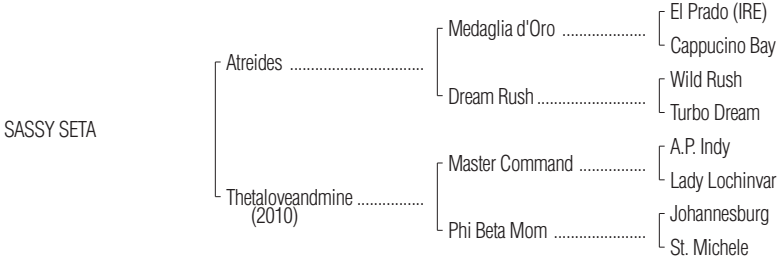 El Prado (IRE)
Medaglia d'Oro ....................
Cappucino Bay
Atreides ................................
Wild Rush
Dream Rush ..........................
Turbo Dream
SASSY SETA
A.P. Indy
Master Command ................
Lady Lochinvar
Thetaloveandmine ................
(2010)
Johannesburg
Phi Beta Mom ......................
St. Michele